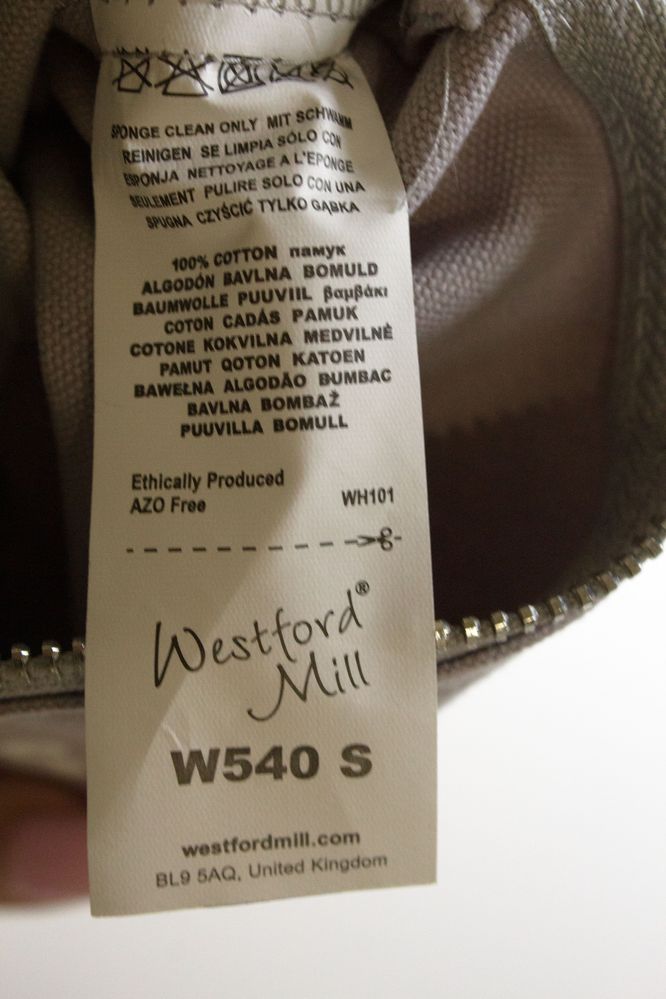 SPONGE CLEAN ONLY MIT SCHWAMM
REINIGEN SE LIMPIA SÓLO CON
ESPONJA NETTOYAGE A L'EPONGE
SEULEMENT PULIRE SOLO CON UNA
SPUGNA CZYŚCIĆ TYLKO GĄBKA
100% COTTON памук
ALGODÓN BAVLNA BOMULD
BAUMWOLLE PUUVIIL βαμβάκι
COTON CADÁS PAMUK
COTONE KOKVILNA MEDVILNĖ
PAMUT QOTON KATOEN
BAWEŁNA ALGODÃO BUMBAC
BAVLNA BOMBAŽ
PUUVILLA BOMULL
Ethically Produced
AZO Free WH101
Westford®
Mill
W540 S
westfordmill.com
BL9 5AQ, United Kingdom